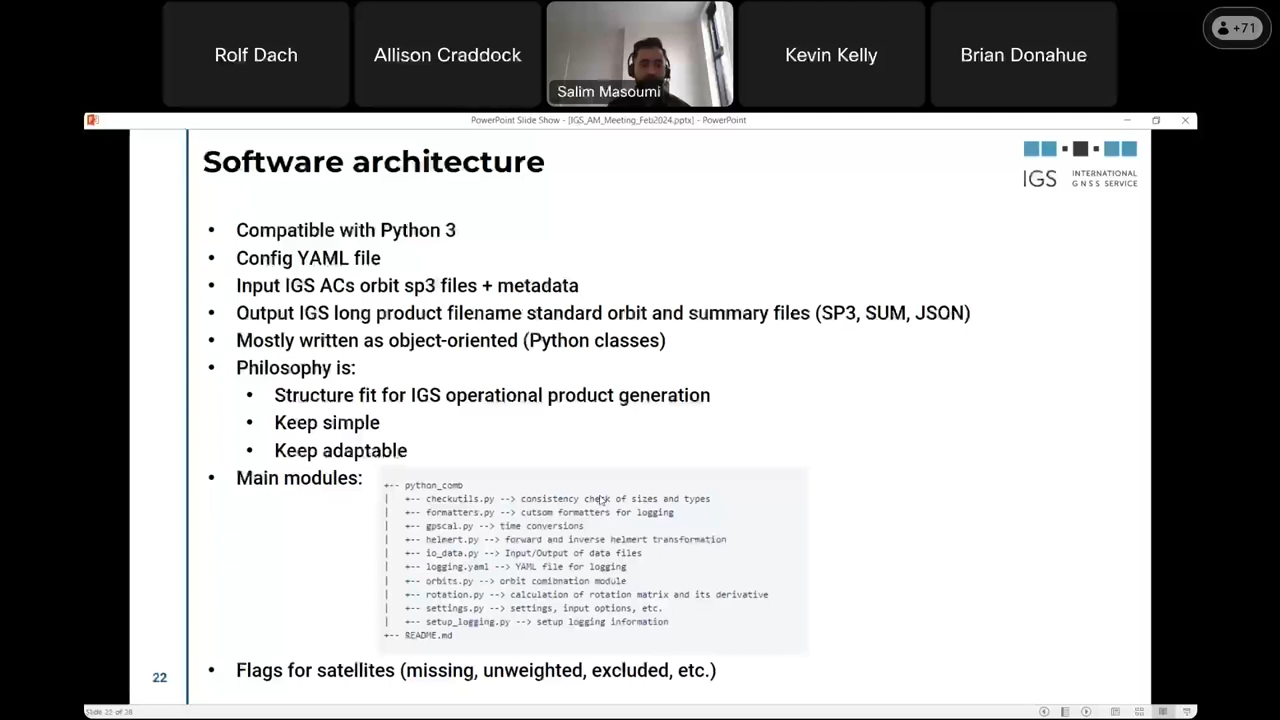 Rolf Dach
Allison Craddock
Salim Masoumi
Kevin Kelly
Brian Donahue
+71
PowerPoint Slide Show - [IGS_AM_Meeting_Feb2024.pptx] - PowerPoint
Software architecture
IGS INTERNATIONAL GNSS SERVICE
• Compatible with Python 3
• Config YAML file
• Input IGS ACs orbit sp3 files + metadata
• Output IGS long product filename standard orbit and summary files (SP3, SUM, JSON)
• Mostly written as object-oriented (Python classes)
• Philosophy is:
• Structure fit for IGS operational product generation
• Keep simple
• Keep adaptable
• Main modules:
+-- python_comb
| +-- checkutils.py --> consistency check of sizes and types
| +-- formatters.py --> cutsom formatters for logging
| +-- gpscal.py --> time conversions
| +-- helmert.py --> forward and inverse helmert transformation
| +-- io_data.py --> Input/Output of data files
| +-- logging.yaml --> YAML file for logging
| +-- orbits.py --> orbit comibnation module
| +-- rotation.py --> calculation of rotation matrix and its derivative
| +-- settings.py --> settings, input options, etc.
| +-- setup_logging.py --> setup logging information
+-- README.md
• Flags for satellites (missing, unweighted, excluded, etc.)
22
Slide 22 of 28